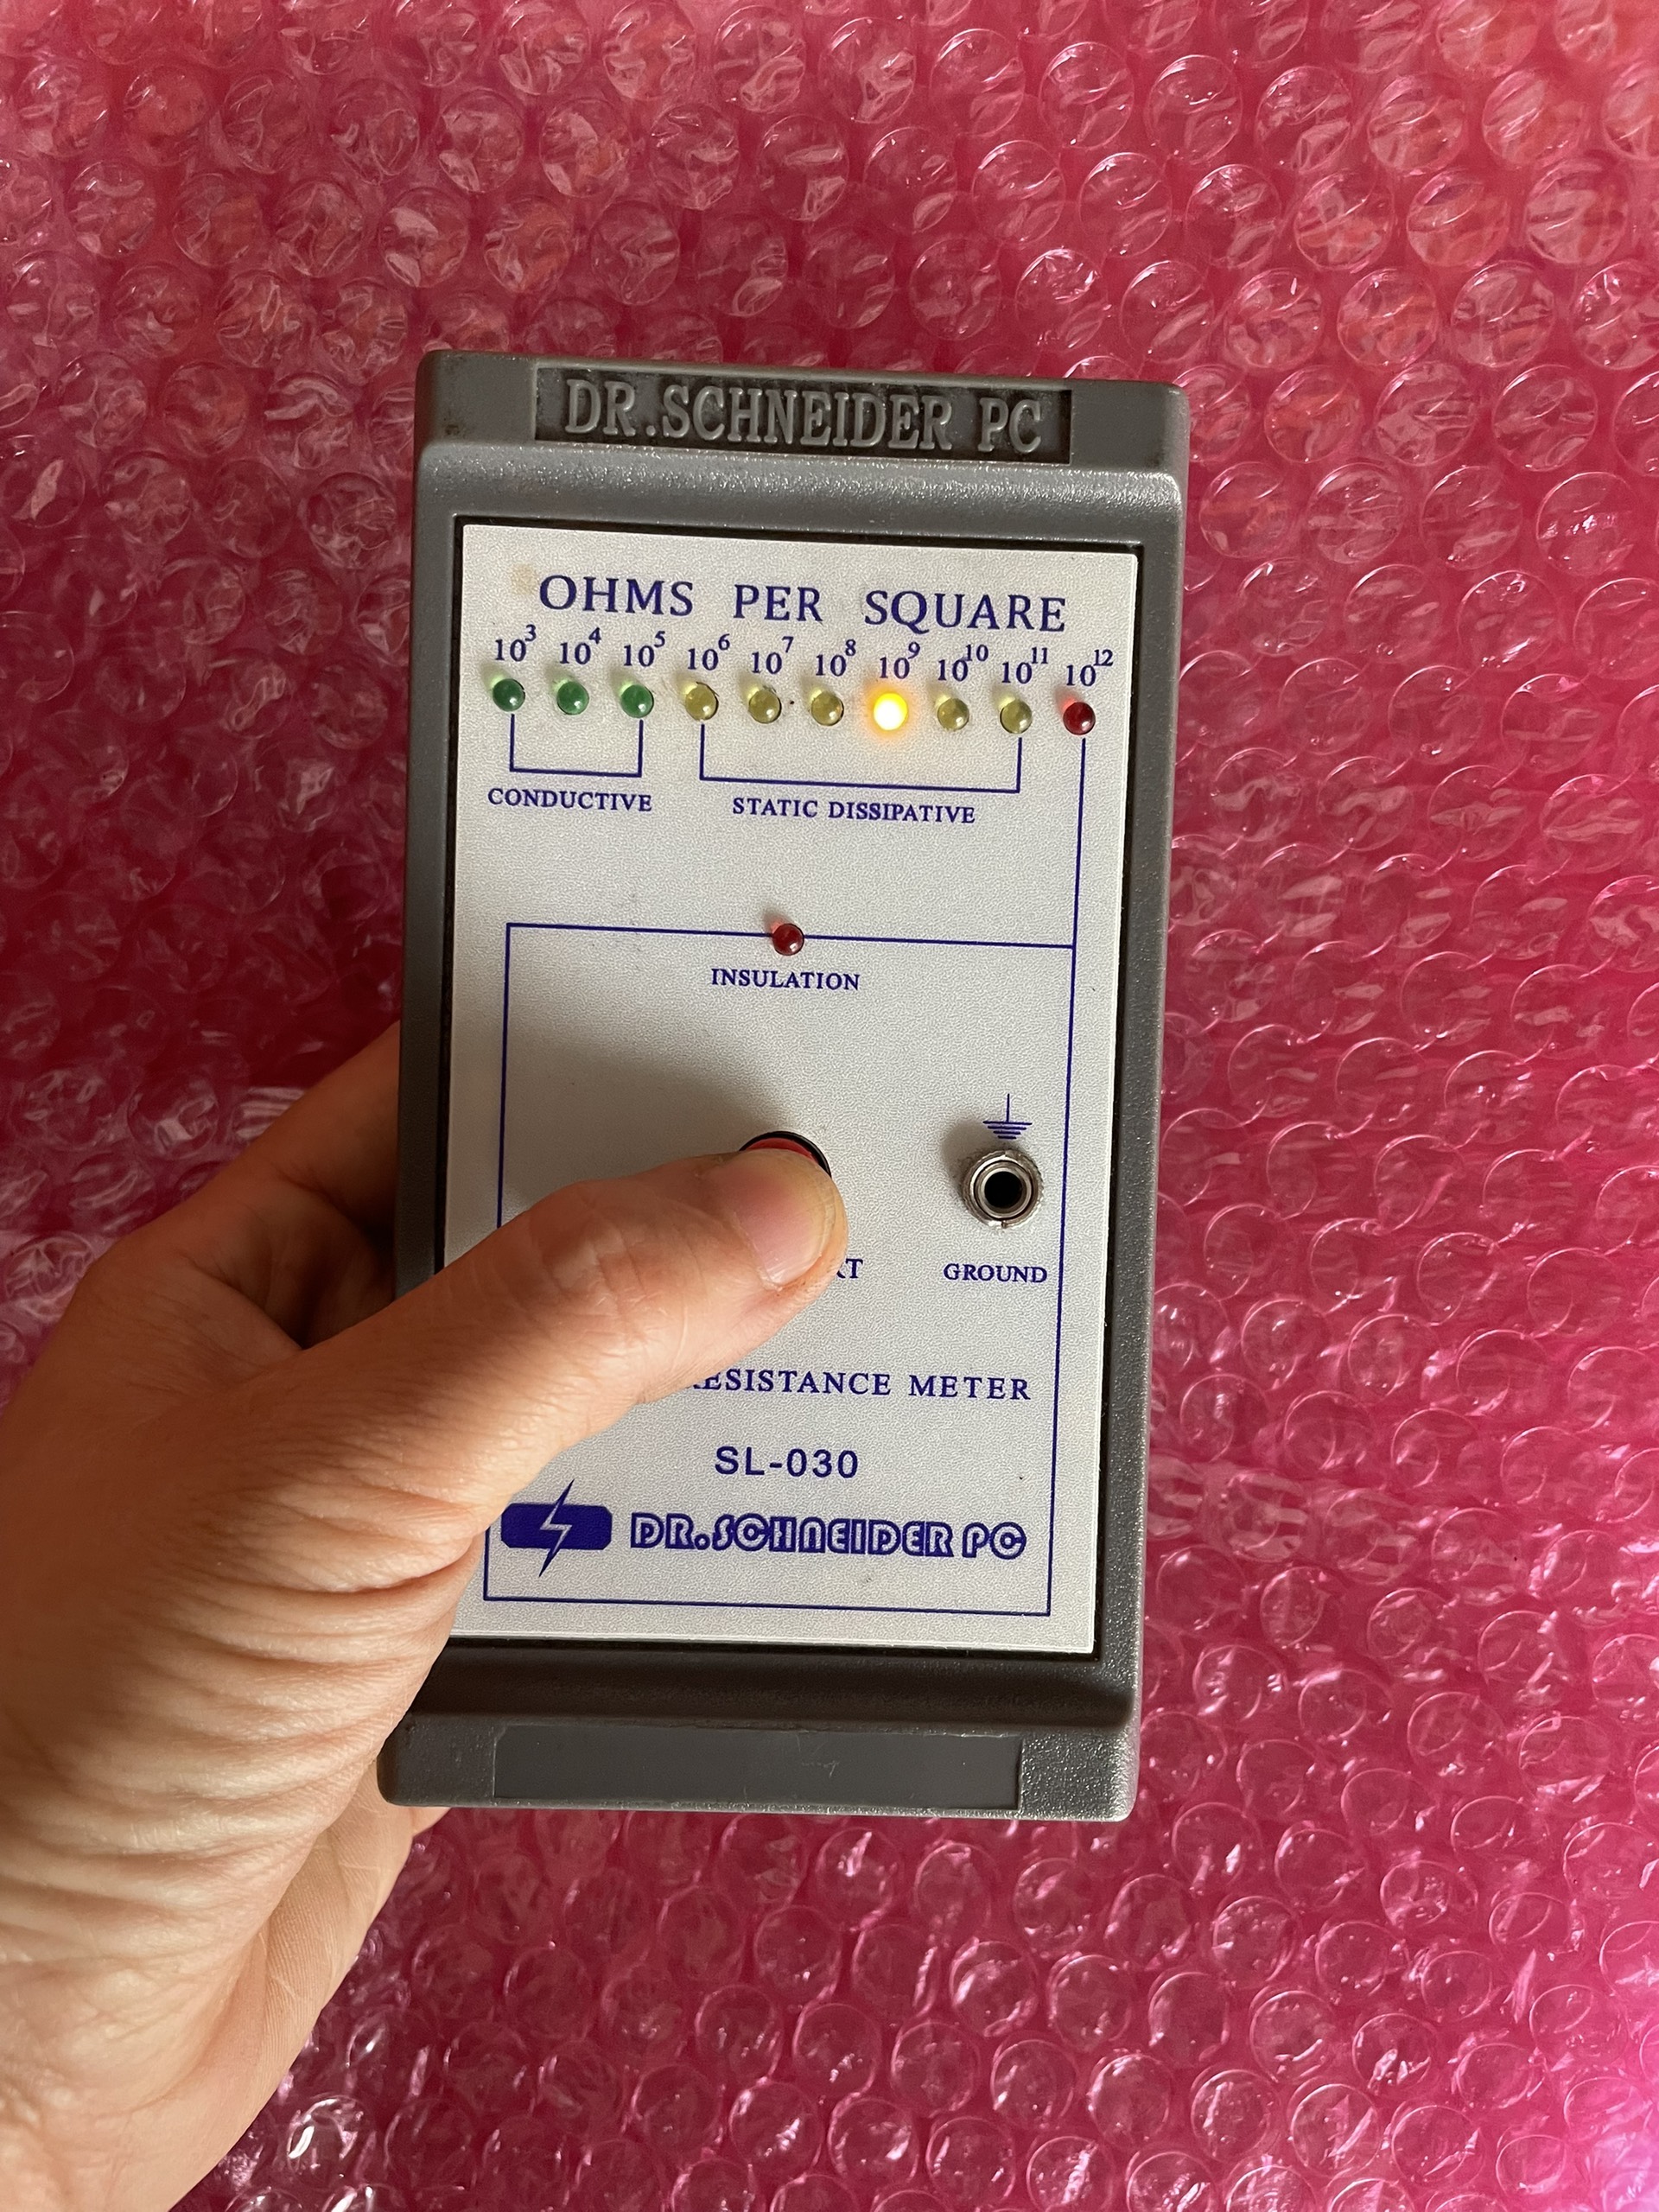 DR.SCHNEIDER PC
OHMS PER SQUARE
10³ 10⁴ 10⁵ 10⁶ 10⁷ 10⁸ 10⁹ 10¹⁰ 10¹¹ 10¹²
CONDUCTIVE STATIC DISSIPATIVE
INSULATION
GROUND
RESISTANCE METER
SL-030
DR.SCHNEIDER PC